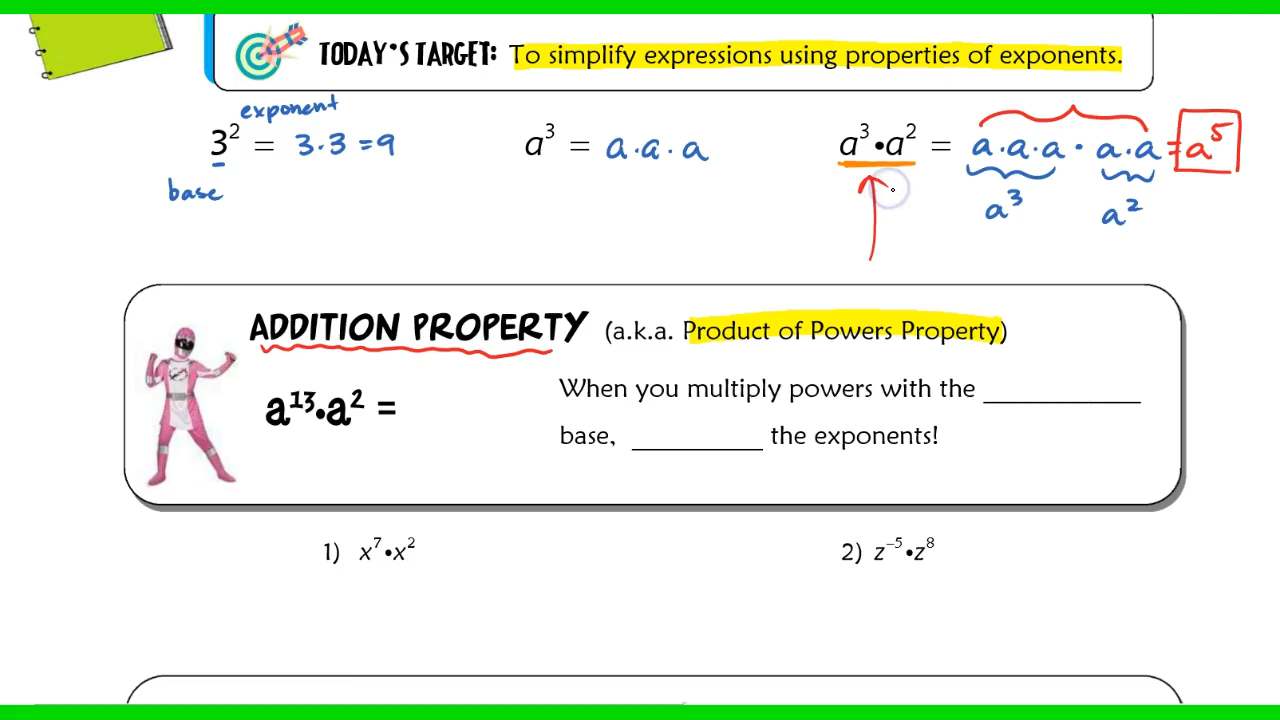 TODAY'S TARGET: To simplify expressions using properties of exponents.
exponent
3² = 3·3=9
base
a³ = a·a·a
a³•a² = a·a·a · a·a = a⁵
a³ a²
ADDITION PROPERTY (a.k.a. Product of Powers Property)
a¹³•a² =
When you multiply powers with the ____________
base, __________ the exponents!
1) x⁷•x²
2) z⁻⁵•z⁸